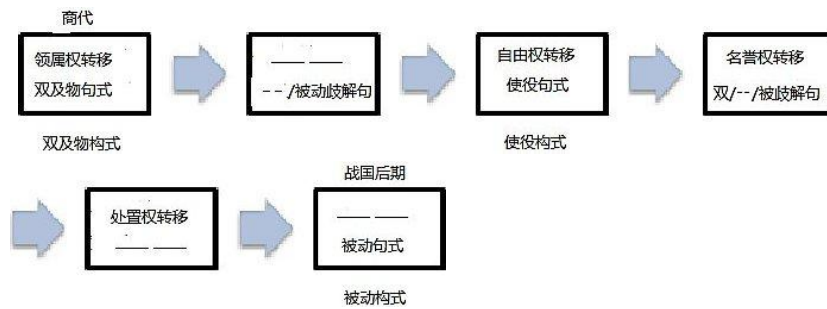 商代
领属权转移
双及物句式
双及物构式
—— ——
--/被动歧解句
自由权转移
使役句式
使役构式
名誉权转移
双/--/被歧解句
处置权转移
—— ——
战国后期
—— ——
被动句式
被动构式